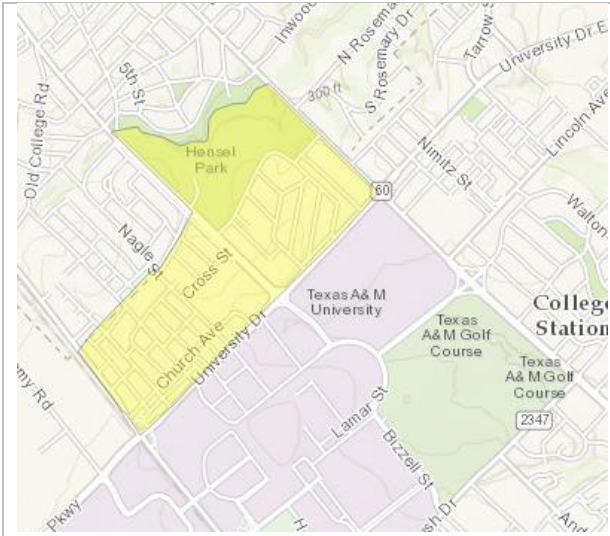 Inwoo
N Rosemary Dr
S Rosemary Dr
Tarrow S
University Dr E
5th St
Old College Rd
300 ft
Lincoln Ave
Hensel
Park
Nimitz St
60
Walton
Nagle St
Cross St
Texas A & M
University
College
Station
Texas
A& M Golf
Course
Church Ave
University Dr
Texas
A& M Golf
Course
Lamar St
2347
Bizzell St
Pkwy
And